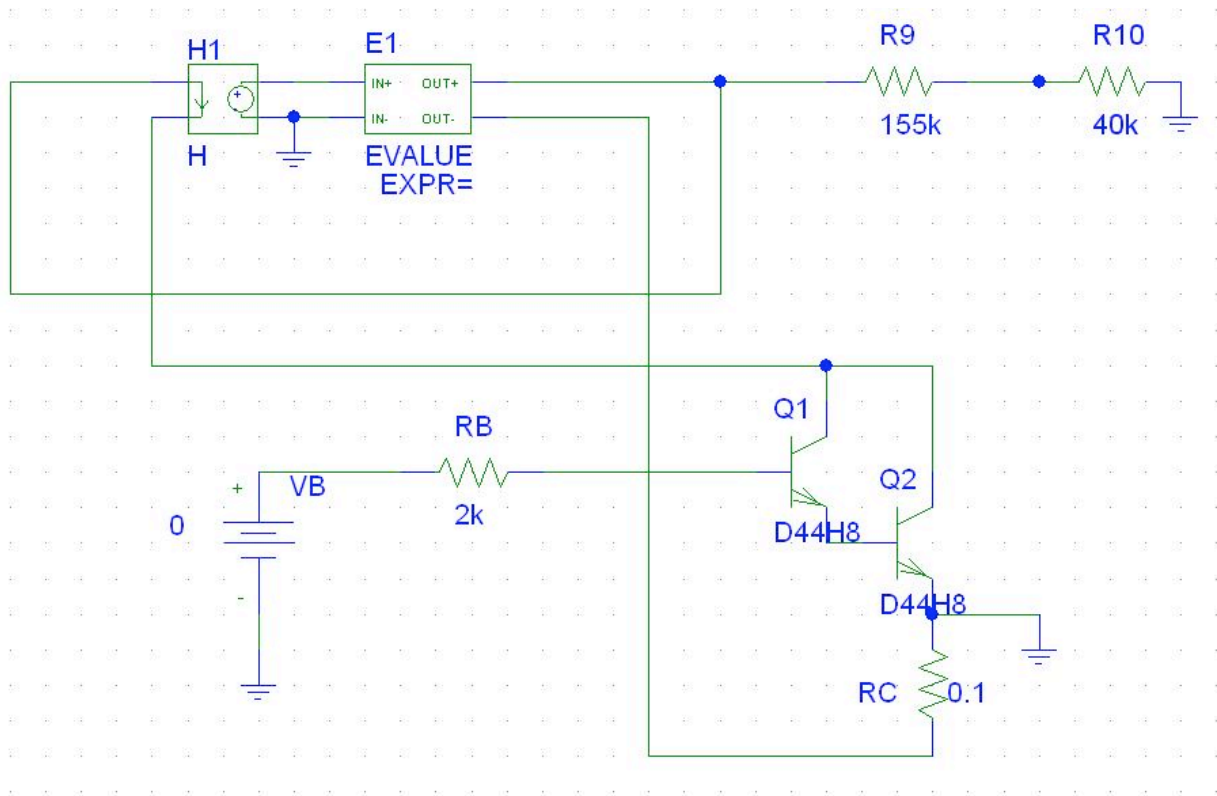 H1
E1
R9
R10
IN+
OUT+
+
IN-
OUT-
155k
40k
H
EVALUE
EXPR=
Q1
RB
Q2
+
VB
0
2k
D44H8
-
D44H8
RC
0.1